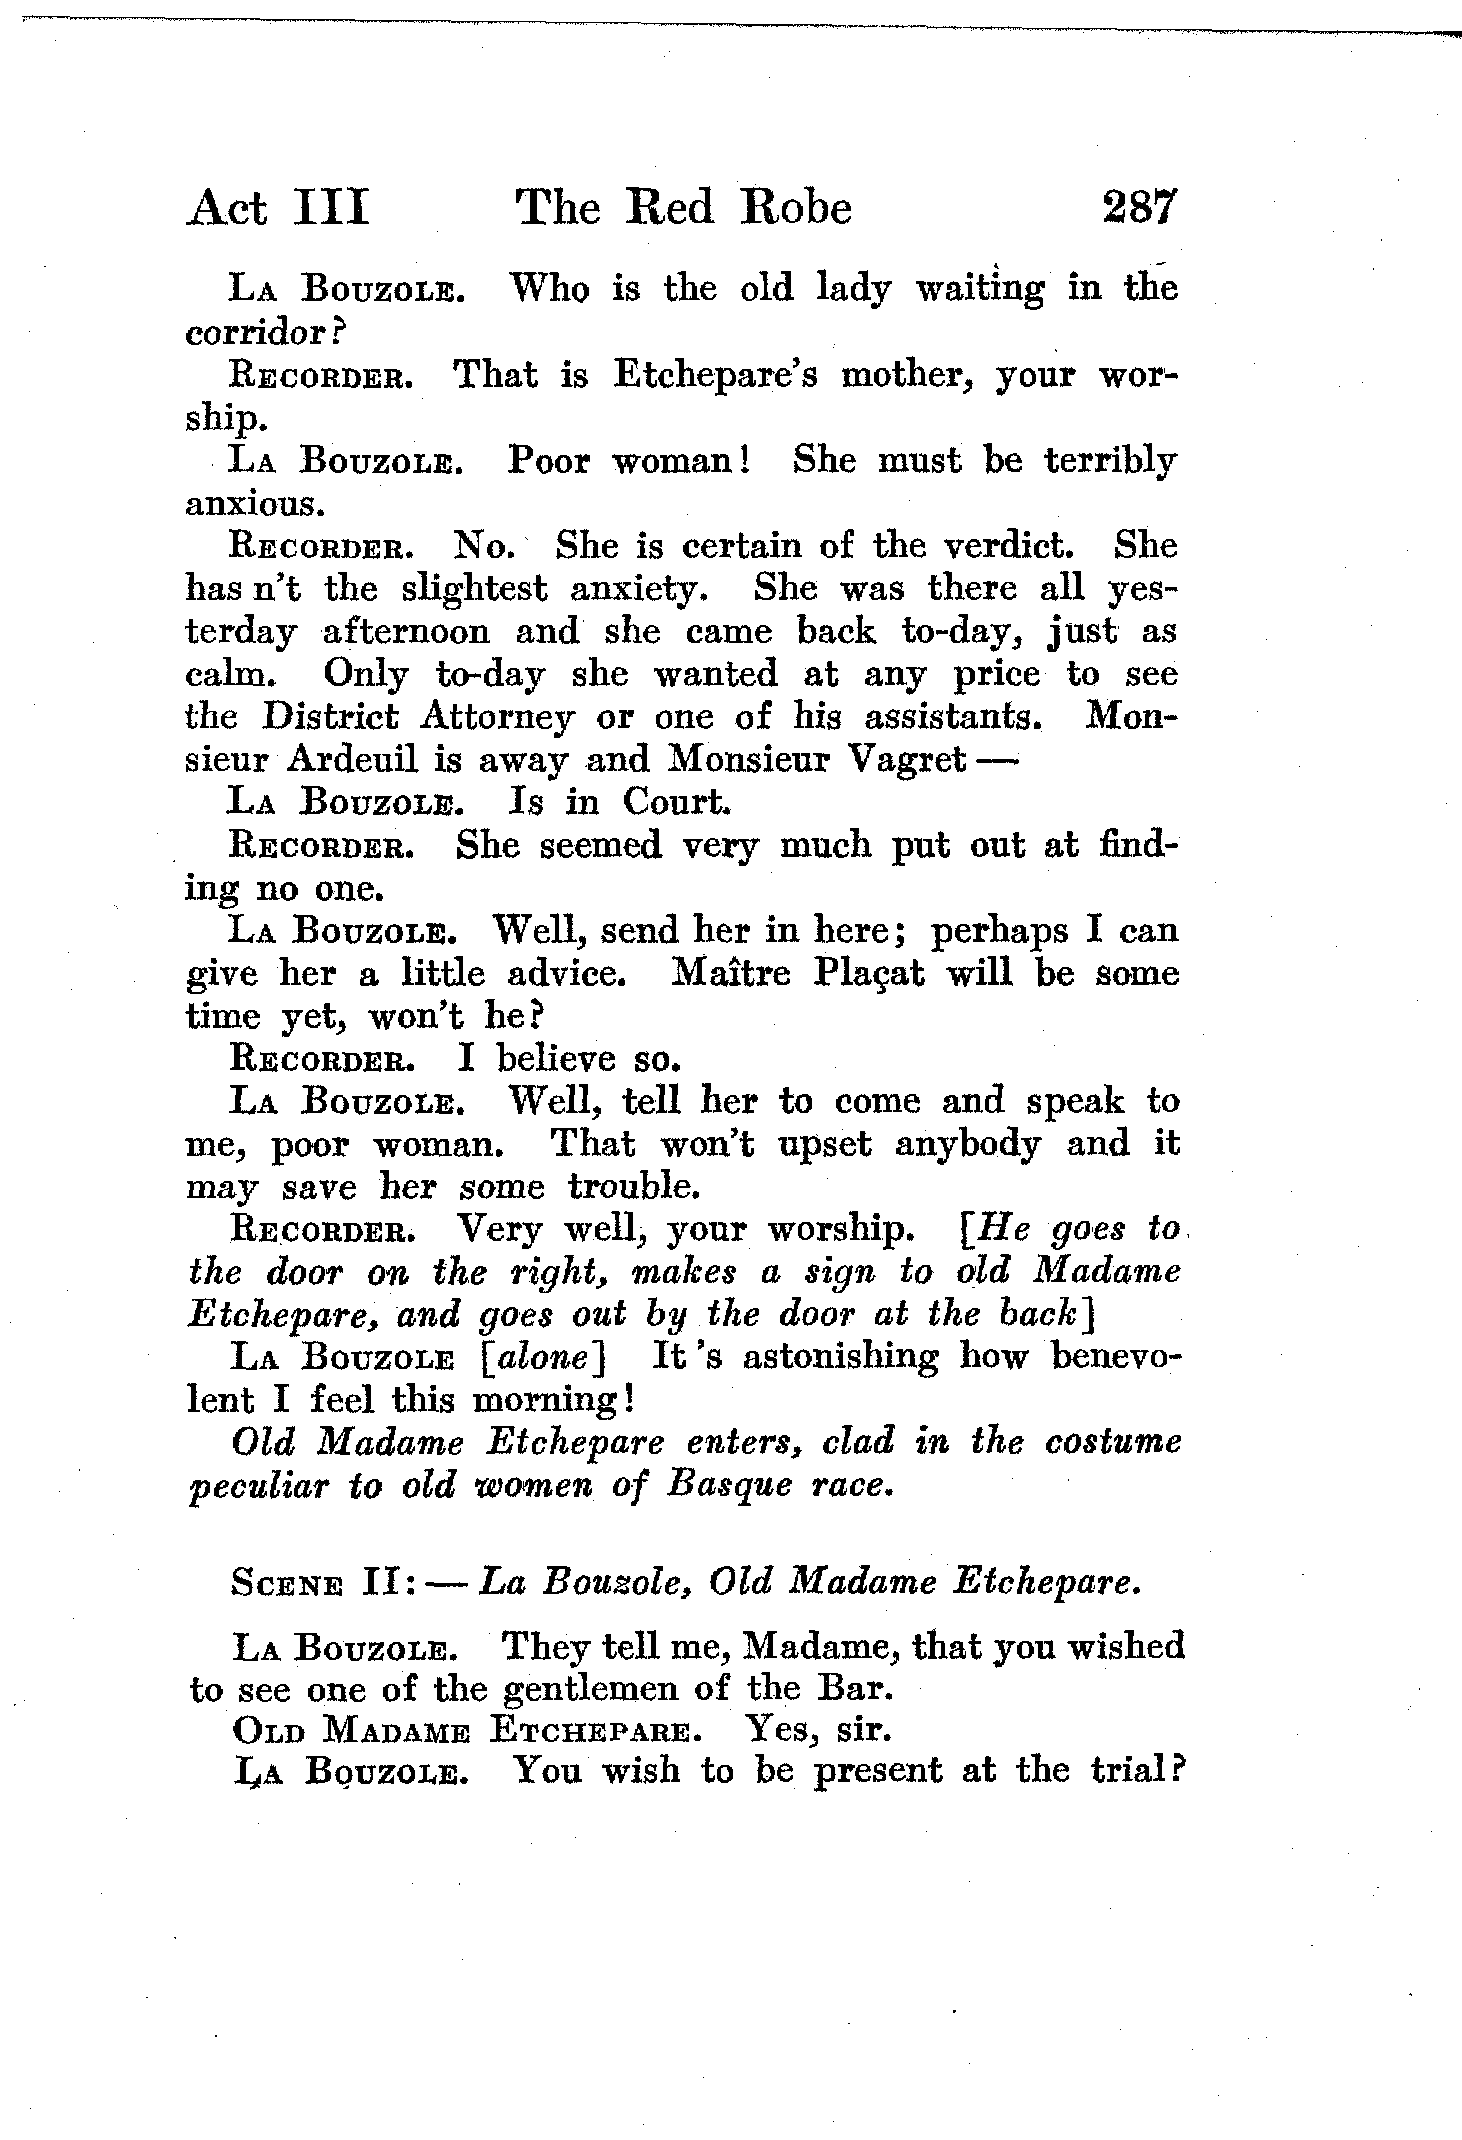 Act III The Red Robe 287
LA BOUZOLE. Who is the old lady waiting in the
corridor?
RECORDER. That is Etchepare's mother, your wor-
ship.
LA BOUZOLE. Poor woman! She must be terribly
anxious.
RECORDER. No. She is certain of the verdict. She
has n't the slightest anxiety. She was there all yes-
terday afternoon and she came back to-day, just as
calm. Only to-day she wanted at any price to see
the District Attorney or one of his assistants. Mon-
sieur Ardeuil is away and Monsieur Vagret —
LA BOUZOLE. Is in Court.
RECORDER. She seemed very much put out at find-
ing no one.
LA BOUZOLE. Well, send her in here; perhaps I can
give her a little advice. Maître Plaçat will be some
time yet, won't he?
RECORDER. I believe so.
LA BOUZOLE. Well, tell her to come and speak to
me, poor woman. That won't upset anybody and it
may save her some trouble.
RECORDER. Very well, your worship. [He goes to
the door on the right, makes a sign to old Madame
Etchepare, and goes out by the door at the back]
LA BOUZOLE [alone] It 's astonishing how benevo-
lent I feel this morning!
Old Madame Etchepare enters, clad in the costume
peculiar to old women of Basque race.
SCENE II: — La Bouzole, Old Madame Etchepare.
LA BOUZOLE. They tell me, Madame, that you wished
to see one of the gentlemen of the Bar.
OLD MADAME ETCHEPARE. Yes, sir.
LA BOUZOLE. You wish to be present at the trial?